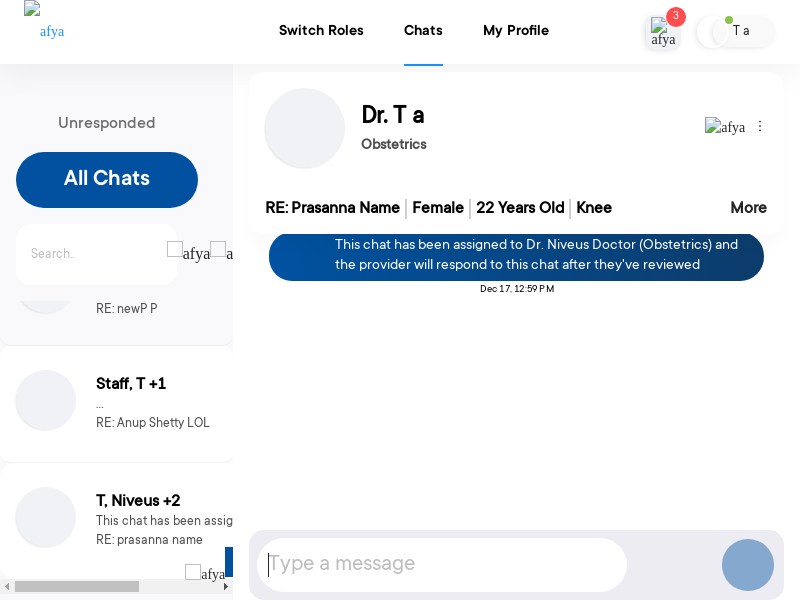 afya
Switch Roles
Chats
My Profile
afya
3
T a
Unresponded
All Chats
Search..
afya
RE: newP P
Staff, T +1
...
RE: Anup Shetty LOL
T, Niveus +2
This chat has been assig
RE: prasanna name
afya
Dr. T a
Obstetrics
afya
RE: Prasanna Name
Female
22 Years Old
Knee
More
This chat has been assigned to Dr. Niveus Doctor (Obstetrics) and
the provider will respond to this chat after they've reviewed
Dec 17, 12:59 PM
Type a message